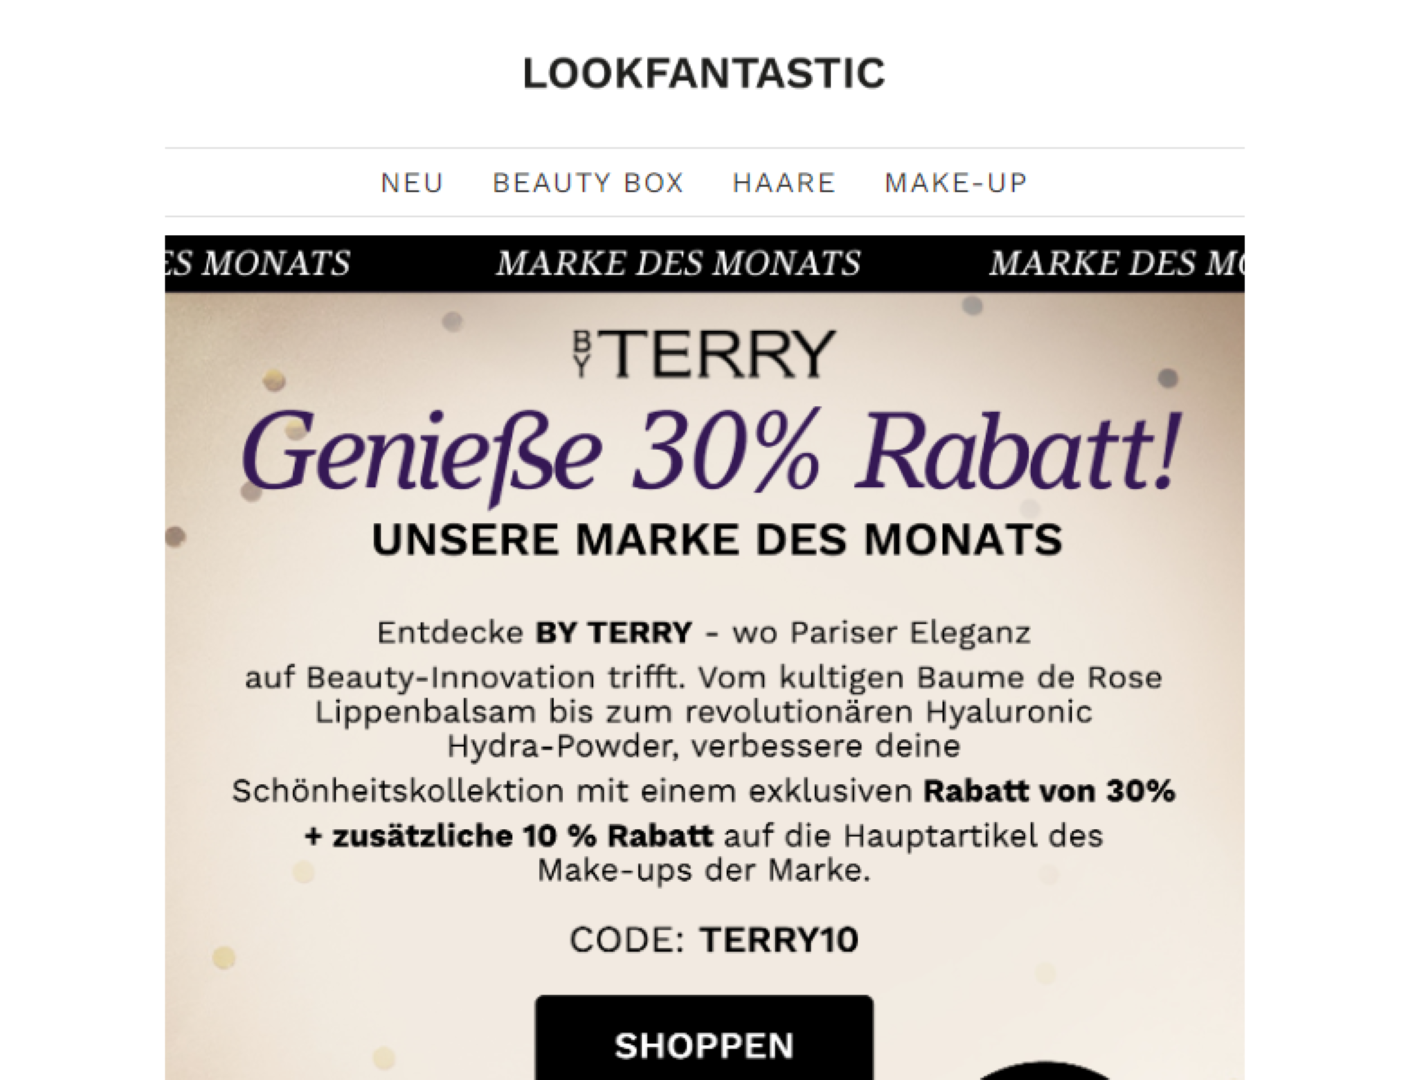 LOOKFANTASTIC
NEU BEAUTY BOX HAARE MAKE-UP
ES MONATS MARKE DES MONATS MARKE DES MO
BY TERRY
Genieße 30% Rabatt!
UNSERE MARKE DES MONATS
Entdecke BY TERRY - wo Pariser Eleganz
auf Beauty-Innovation trifft. Vom kultigen Baume de Rose
Lippenbalsam bis zum revolutionären Hyaluronic
Hydra-Powder, verbessere deine
Schönheitskollektion mit einem exklusiven Rabatt von 30%
+ zusätzliche 10 % Rabatt auf die Hauptartikel des
Make-ups der Marke.
CODE: TERRY10
SHOPPEN